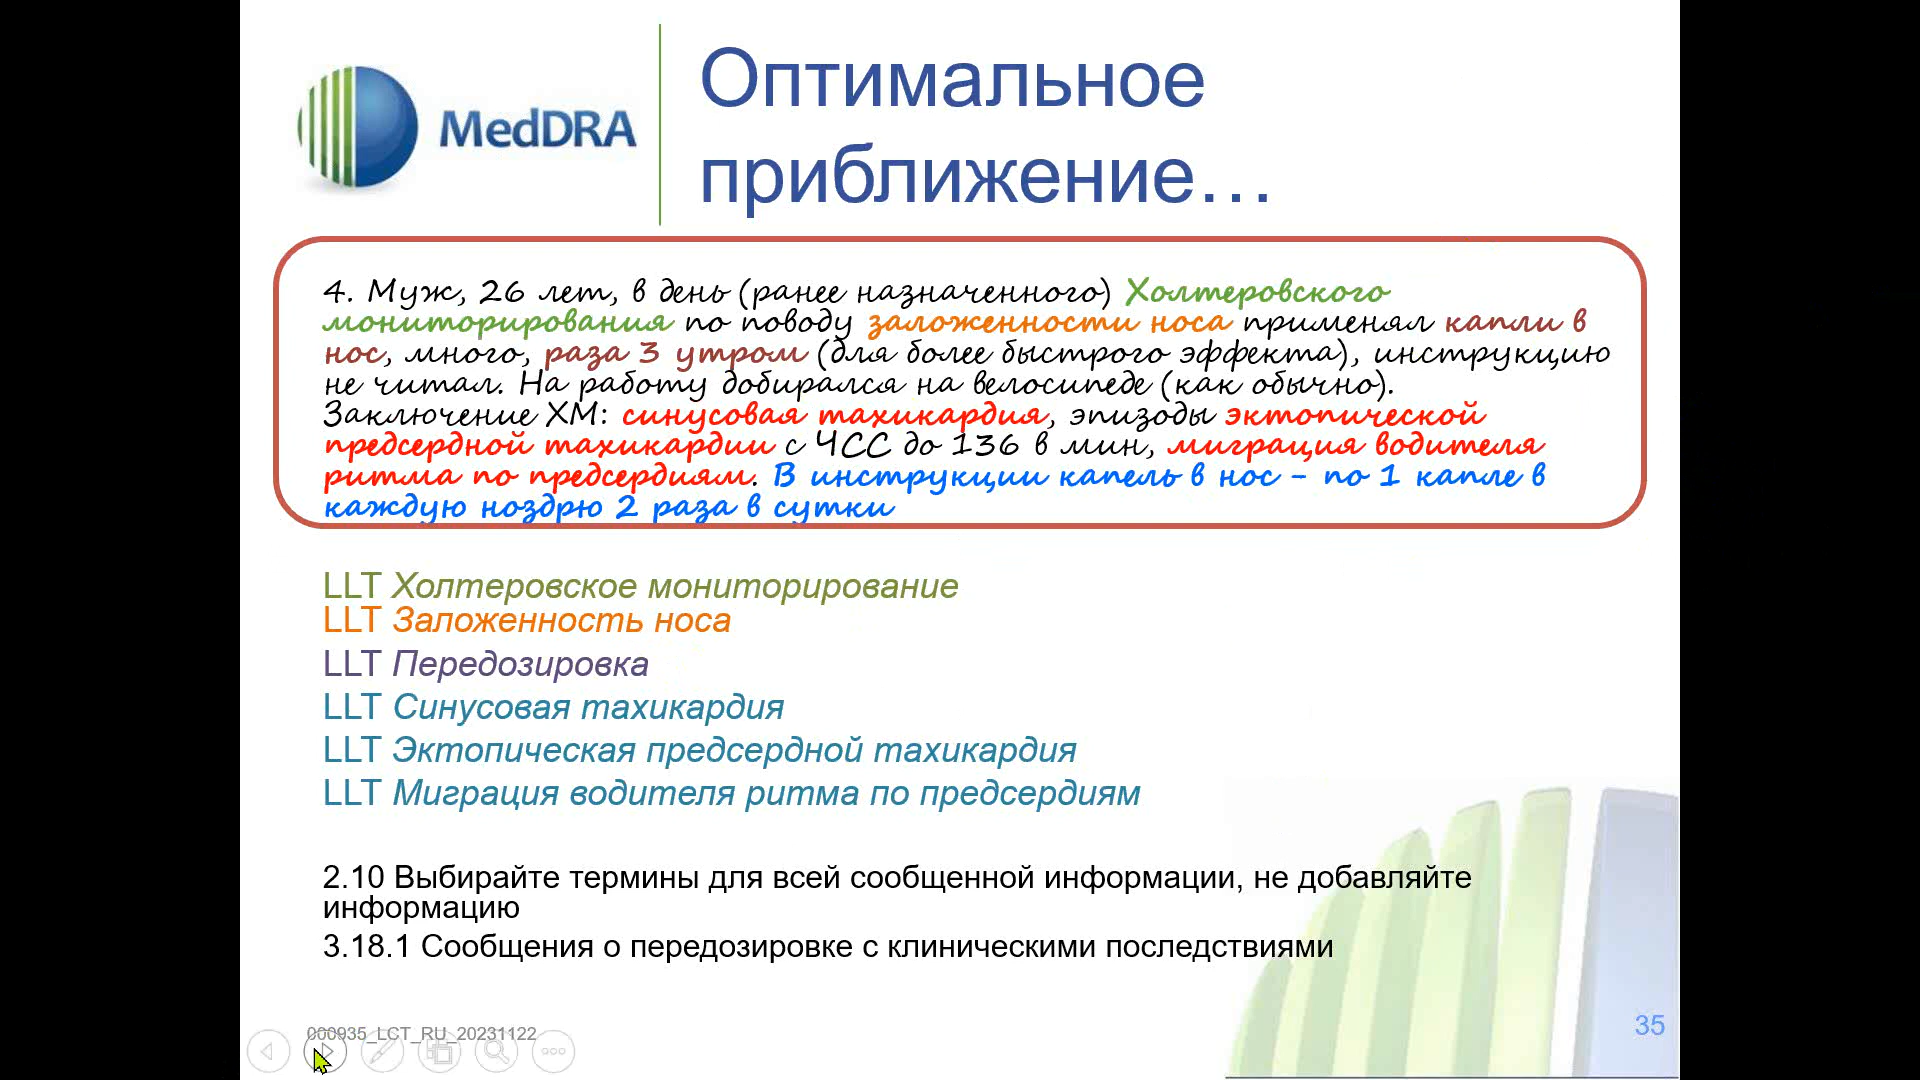 MedDRA
Оптимальное
приближение…
4. Муж, 26 лет, в день (ранее назначенного) Холтеровского
мониторирования по поводу заложенности носа применял капли в
нос, много, раза 3 утром (для более быстрого эффекта), инструкцию
не читал. На работу добирался на велосипеде (как обычно).
Заключение ХМ: синусовая тахикардия, эпизоды эктопической
предсердной тахикардии с ЧСС до 136 в мин, миграция водителя
ритма по предсердиям. В инструкции капель в нос - по 1 капле в
каждую ноздрю 2 раза в сутки
LLT Холтеровское мониторирование
LLT Заложенность носа
LLT Передозировка
LLT Синусовая тахикардия
LLT Эктопическая предсердной тахикардия
LLT Миграция водителя ритма по предсердиям
2.10 Выбирайте термины для всей сообщенной информации, не добавляйте
информацию
3.18.1 Сообщения о передозировке с клиническими последствиями
000935_LCT_RU_20231122
35